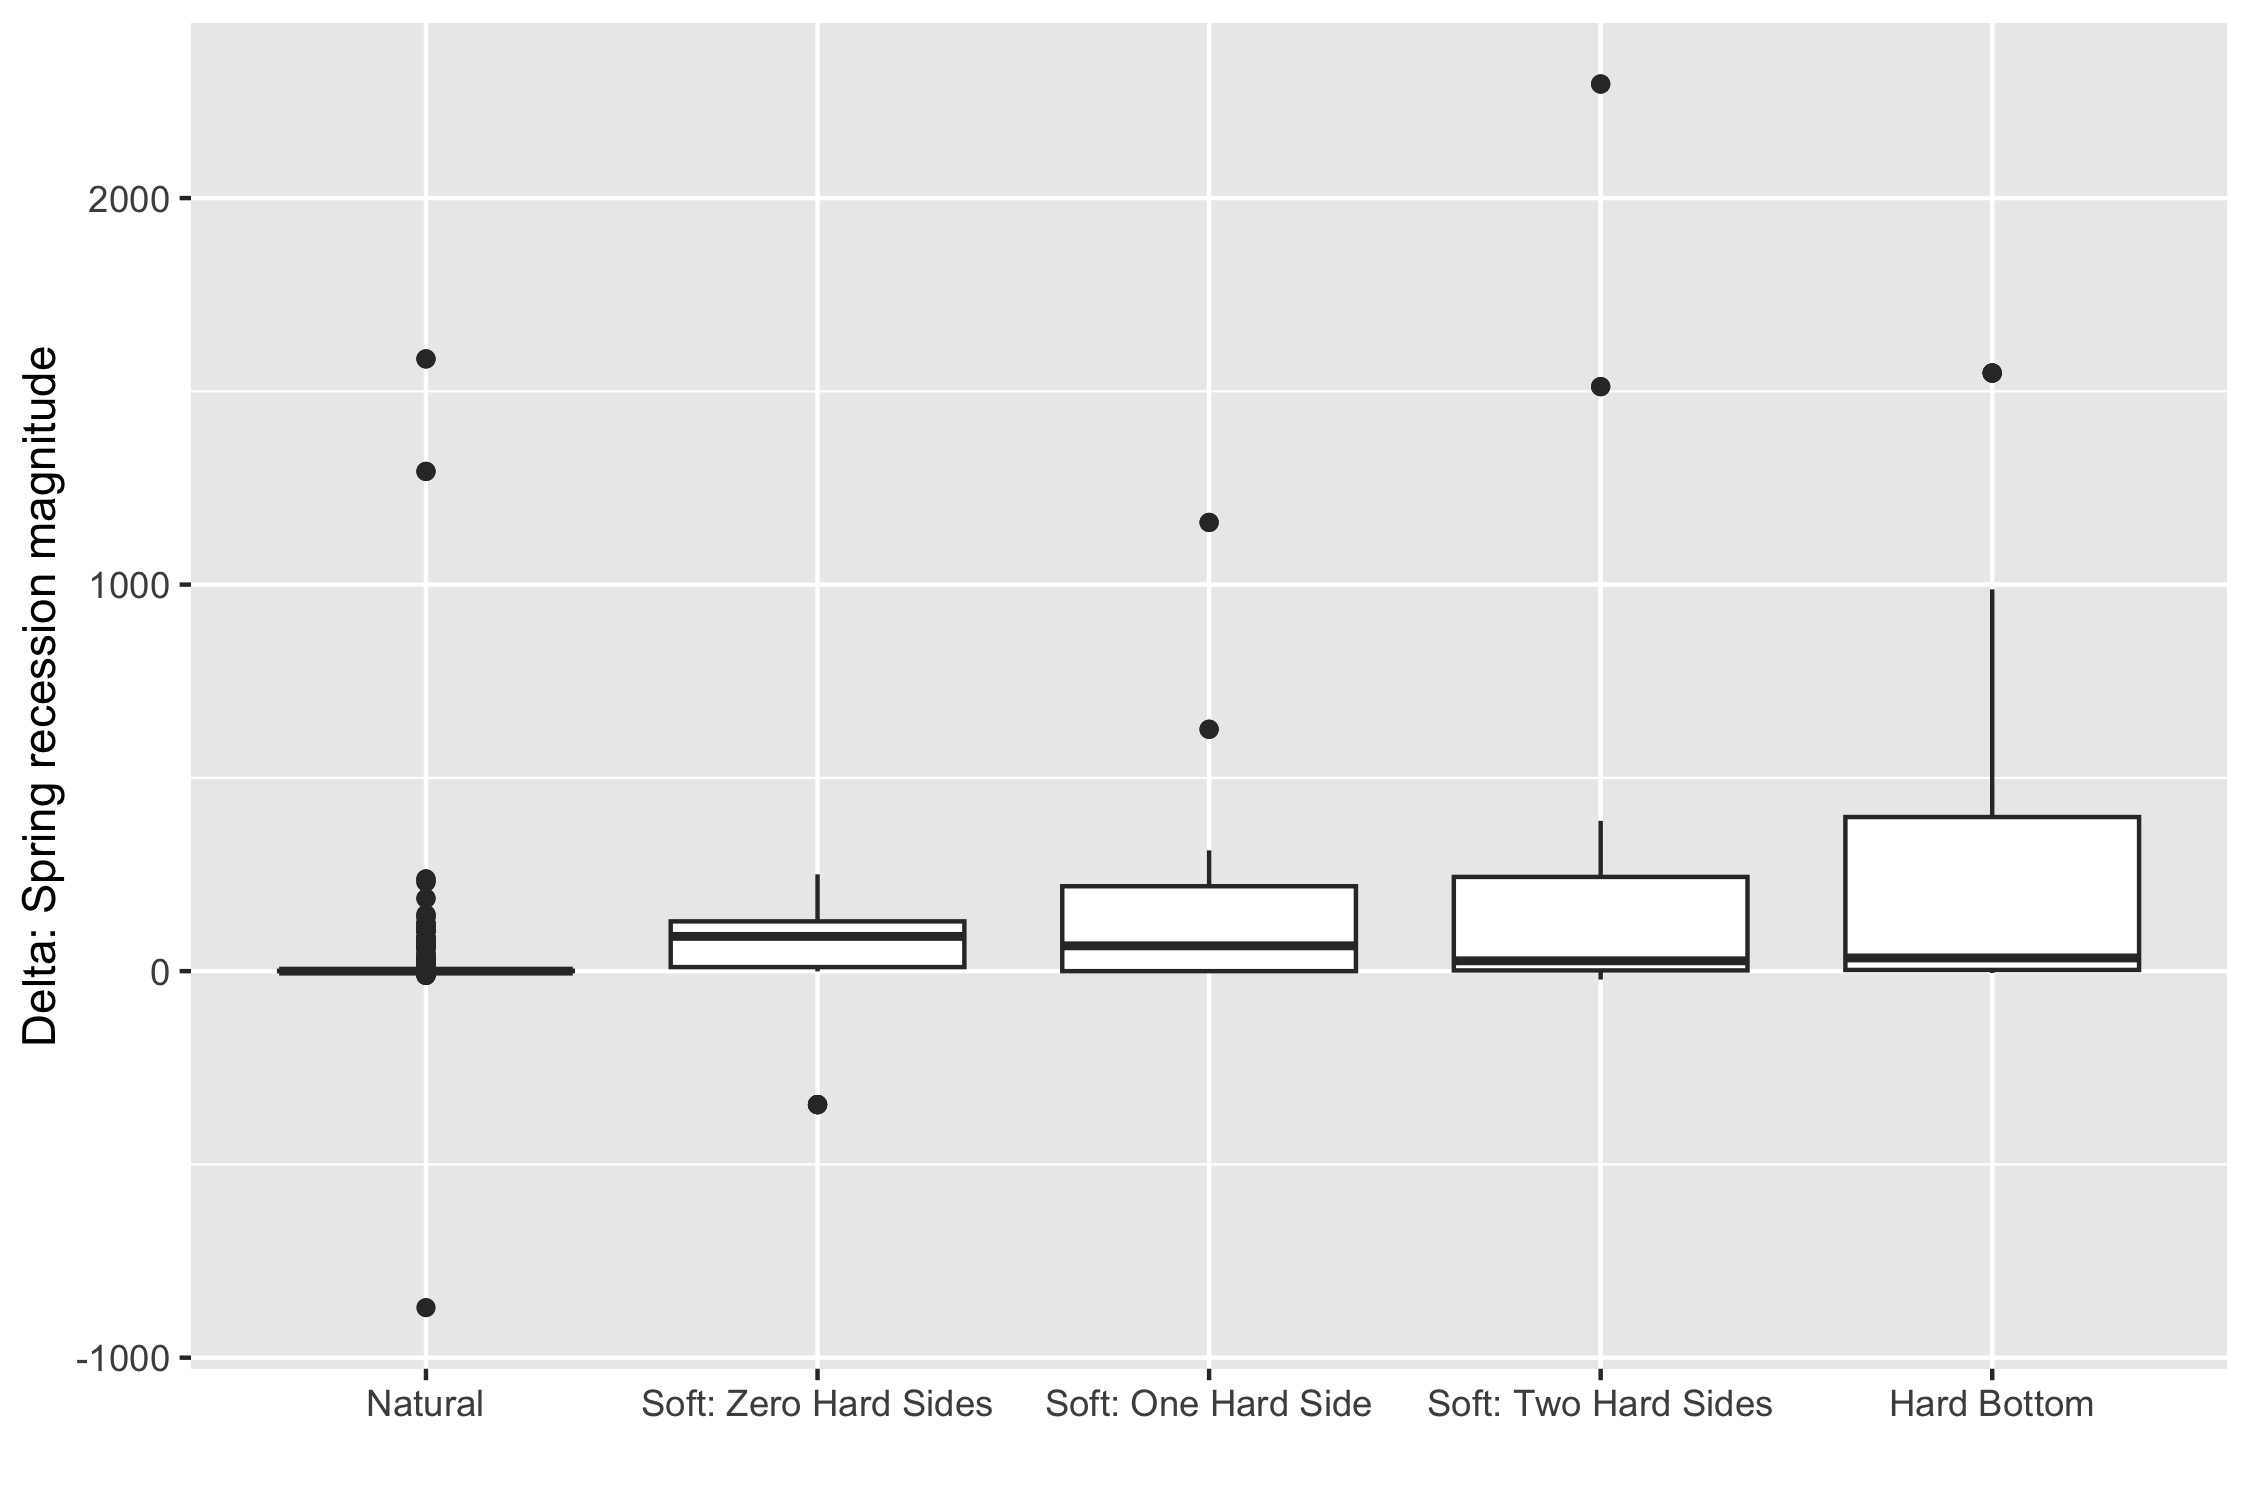 Delta: Spring recession magnitude
2000
1000
0
-1000
Natural
Soft: Zero Hard Sides
Soft: One Hard Side
Soft: Two Hard Sides
Hard Bottom